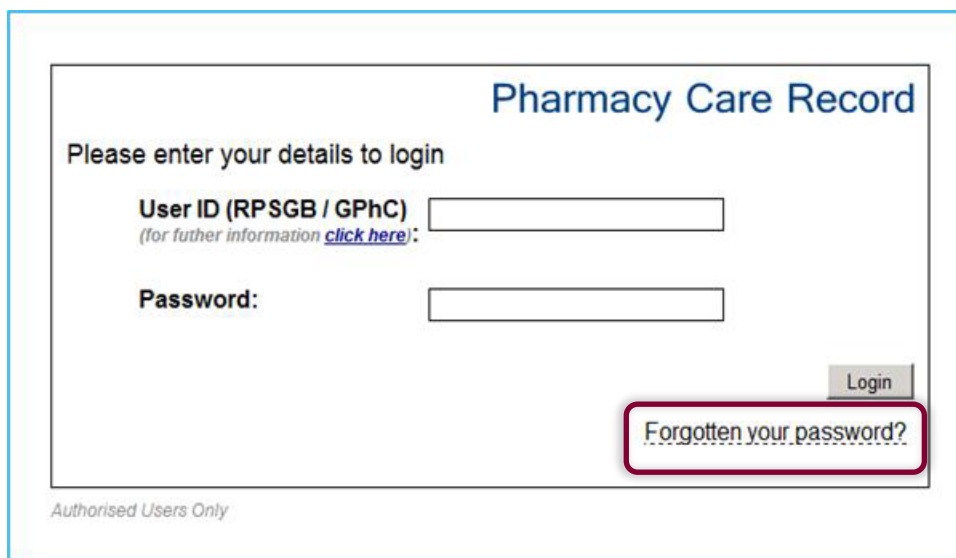 Pharmacy Care Record
Please enter your details to login
User ID (RPSGB / GPhC)
(for futher information click here):
Password:
Login
Forgotten your password?
Authorised Users Only